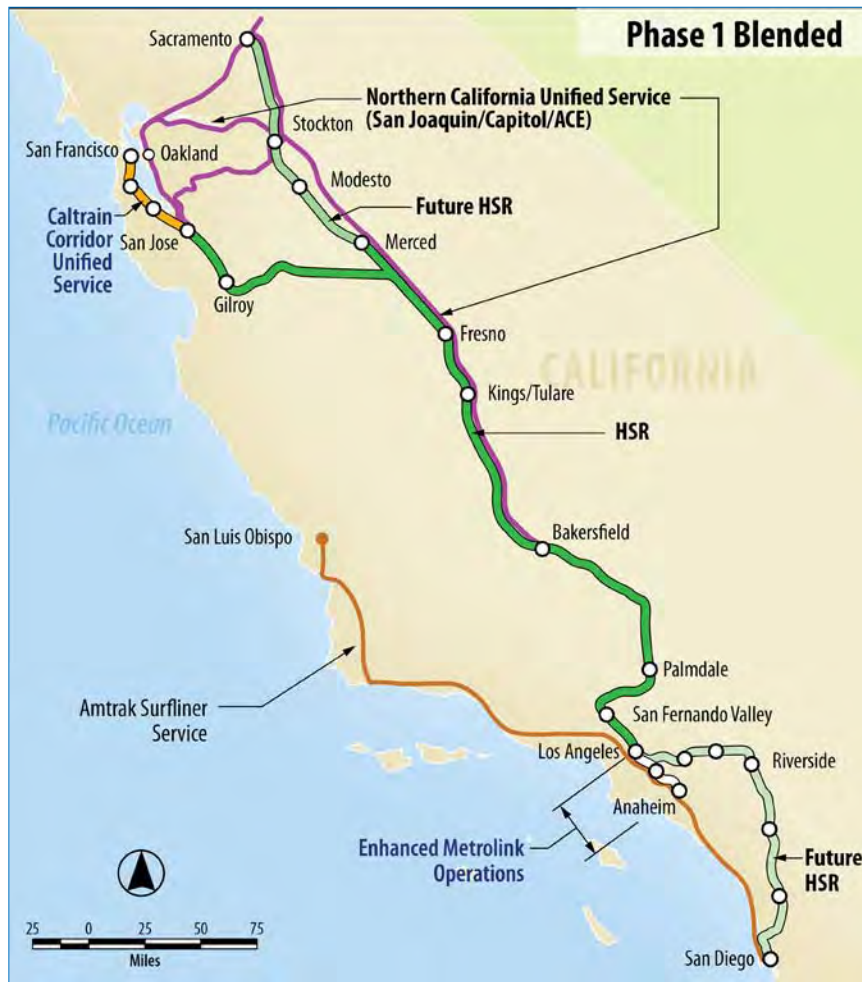 Phase 1 Blended
Sacramento
Northern California Unified Service
(San Joaquin/Capitol/ACE)
Stockton
San Francisco
Oakland
Modesto
Future HSR
Caltrain
Corridor
Unified
Service
San Jose
Merced
Gilroy
Fresno
CALIFORNIA
Kings/Tulare
Pacific Ocean
HSR
San Luis Obispo
Bakersfield
Palmdale
Amtrak Surfliner
Service
San Fernando Valley
Los Angeles
Riverside
Anaheim
Enhanced Metrolink
Operations
Future
HSR
25 0 25 50 75
Miles
San Diego